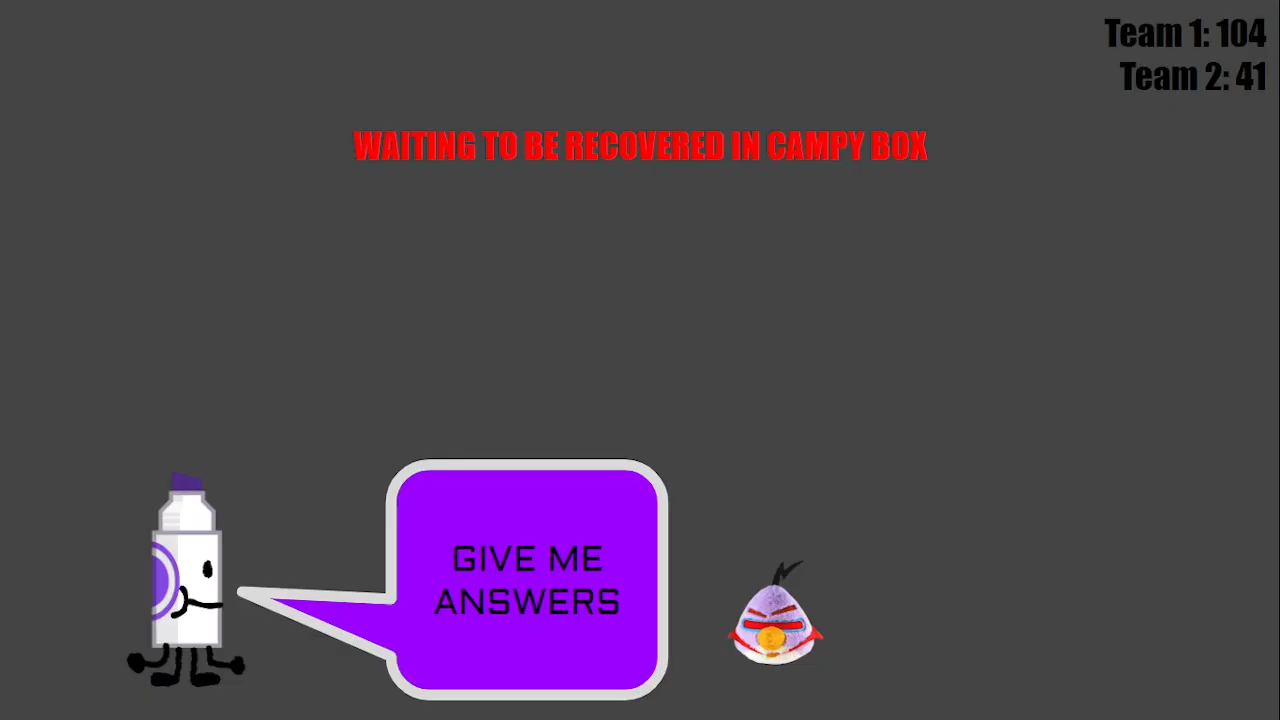 Team 1: 104
Team 2: 41
WAITING TO BE RECOVERED IN CAMPY BOX
GIVE ME
ANSWERS